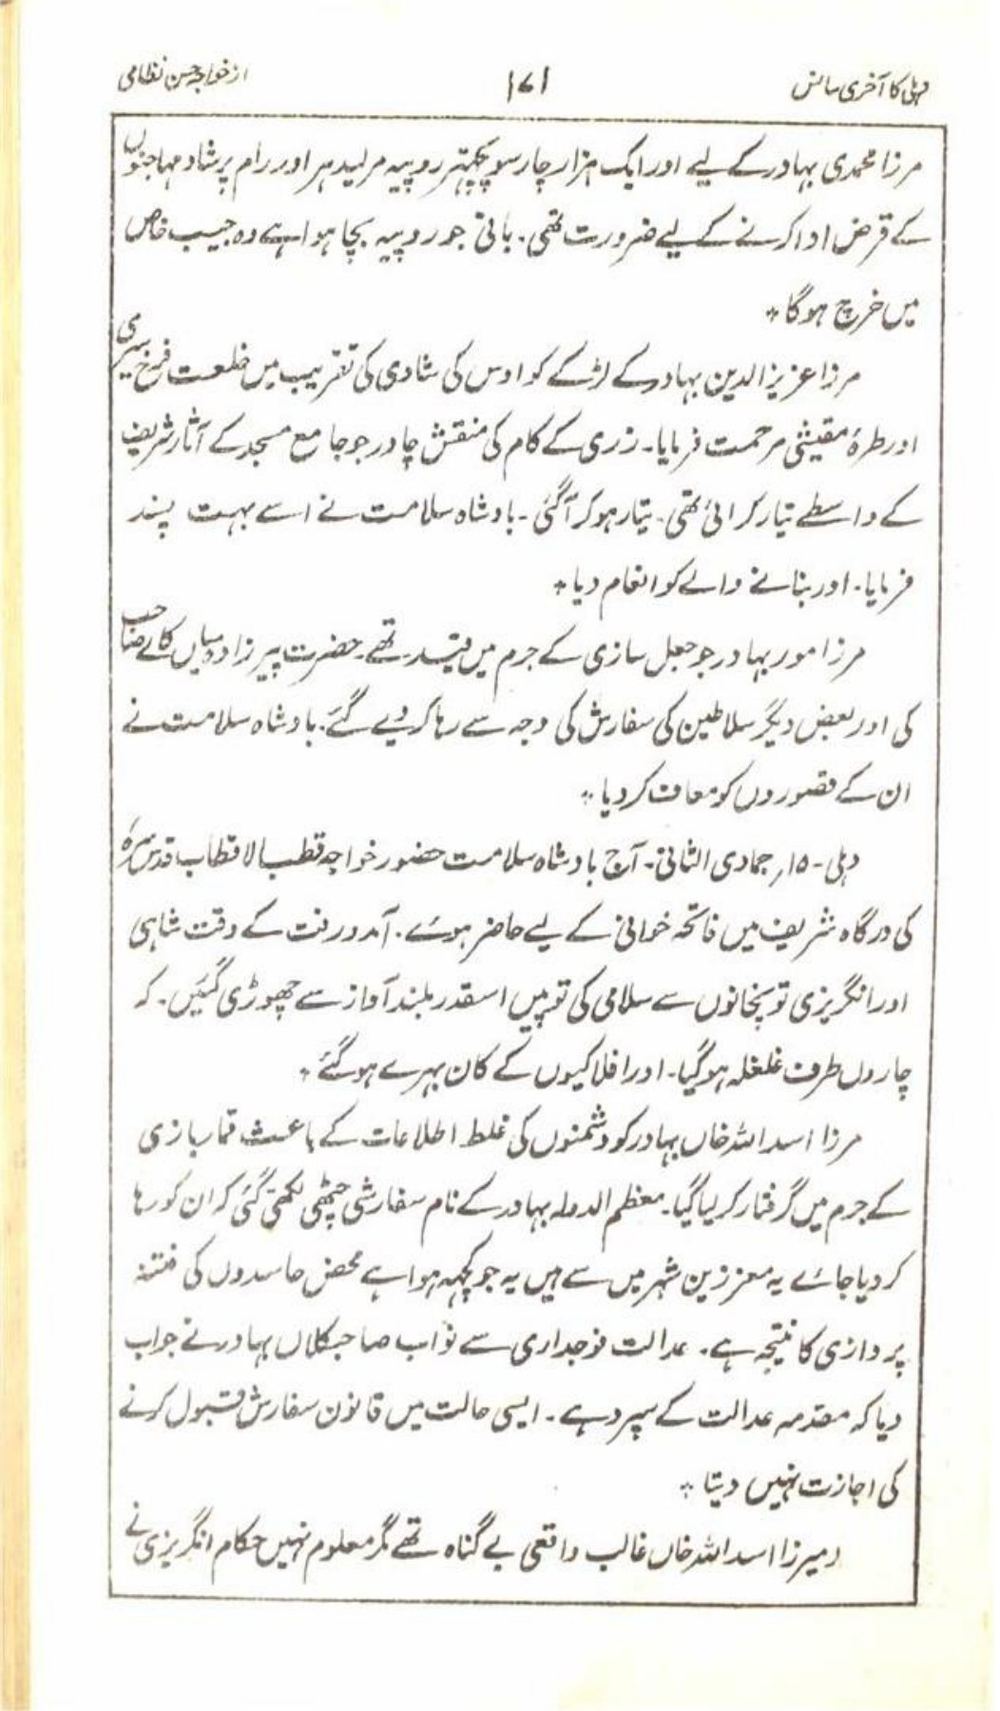 دہلی کا آخری سانس
۱۷۱
از خواجہ حسن نظامی
مرزا محمدی بہادر کے لیے اور ایک ہزار چار سو پچھتر روپیہ مرلیدہر اور رام پرشاد مہاجنوں
کے قرض ادا کرنے کے لیے ضرورت تھی۔ باقی جو روپیہ بچا ہوا ہے وہ جیب خاص
میں خرچ ہوگا ٭
مرزا عزیز الدین بہادر کے لڑکے کو اوس کی شادی کی تقریب میں خلعت فرخ سیری
اور طرۂ مقیشی مرحمت فرمایا۔ زری کے کام کی منقش چادر جو جامع مسجد کے آثار شریف
کے واسطے تیار کرائی تھی۔ تیار ہو کر آگئی۔ بادشاہ سلامت نے اسے بہت پسند
فرمایا۔ اور بنانے والے کو انعام دیا ٭
مرزا مور بہادر جو جعل سازی کے جرم میں قید تھے۔ حضرت پیرزادہ میاں کالے صاحب
کی اور بعض دیگر سلاطین کی سفارش کی وجہ سے رہا کر دیے گئے۔ بادشاہ سلامت نے
ان کے قصوروں کو معاف کر دیا ٭
دہلی۔ ۱۵؍ جمادی الثانی۔ آج بادشاہ سلامت حضور خواجہ قطب الاقطاب قدس سرہٗ
کی درگاہ شریف میں فاتحہ خوانی کے لیے حاضر ہوئے۔ آمد و رفت کے وقت شاہی
اور انگریزی توپخانوں سے سلامی کی توپیں اسقدر بلند آواز سے چھوڑی گئیں۔ کہ
چاروں طرف غلغلہ ہوگیا۔ اور افلاکیوں کے کان بہرے ہوگئے ٭
مرزا اسد اللہ خاں بہادر کو دشمنوں کی غلط اطلاعات کے باعث قمار بازی
کے جرم میں گرفتار کر لیا گیا۔ معظم الدولہ بہادر کے نام سفارشی چٹھی لکھی گئی کہ ان کو رہا
کر دیا جائے یہ معززین شہر میں سے ہیں یہ جو کچھہ ہوا ہے محض حاسدوں کی فتنہ
پردازی کا نتیجہ ہے۔ عدالت فوجداری سے نواب صاحبکلاں بہادر نے جواب
دیا کہ مقدمہ عدالت کے سپرد ہے۔ ایسی حالت میں قانون سفارش قبول کرنے
کی اجازت نہیں دیتا ٭
(میرزا اسد اللہ خاں غالب واقعی بے گناہ تھے مگر معلوم نہیں حکام انگریزی نے